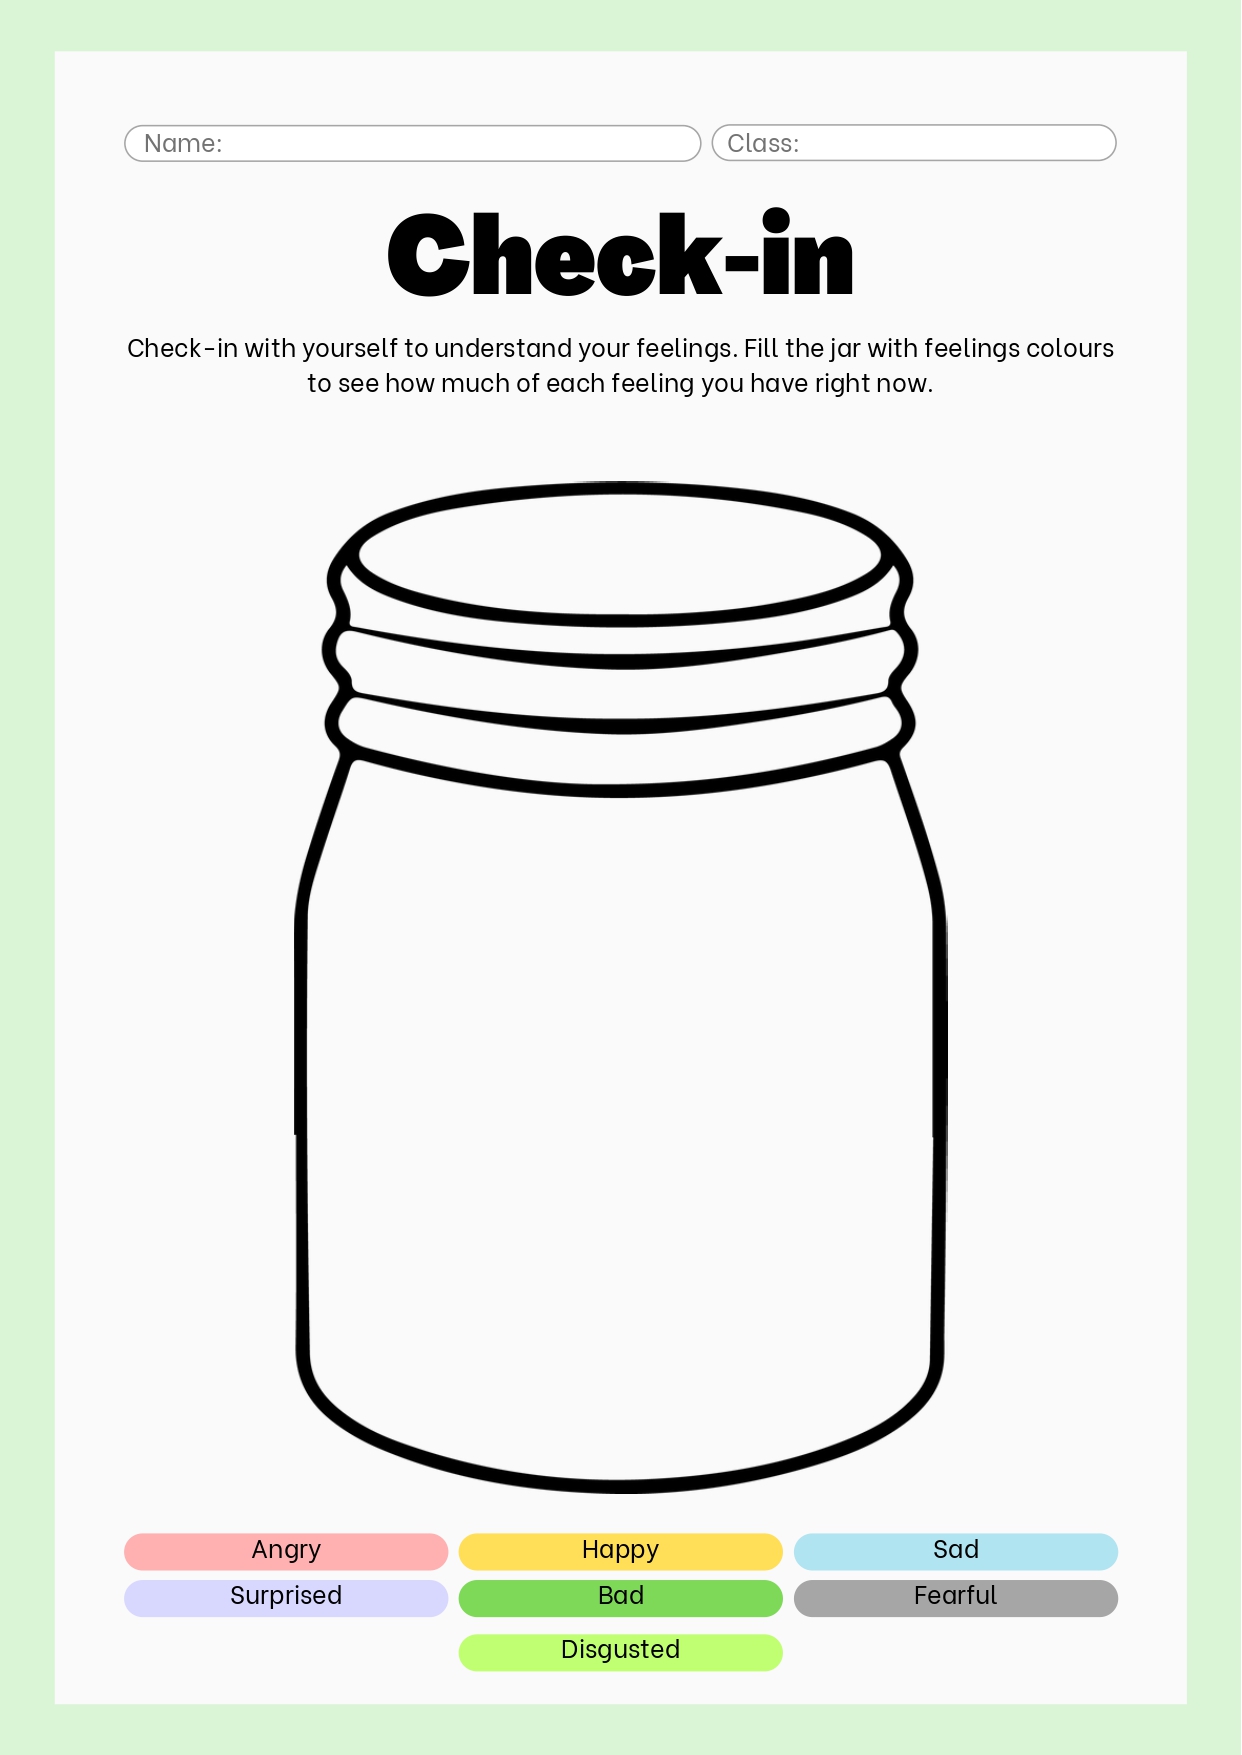 Name:
Class:
Check-in
Check-in with yourself to understand your feelings. Fill the jar with feelings colours
to see how much of each feeling you have right now.
Angry
Happy
Sad
Surprised
Bad
Fearful
Disgusted